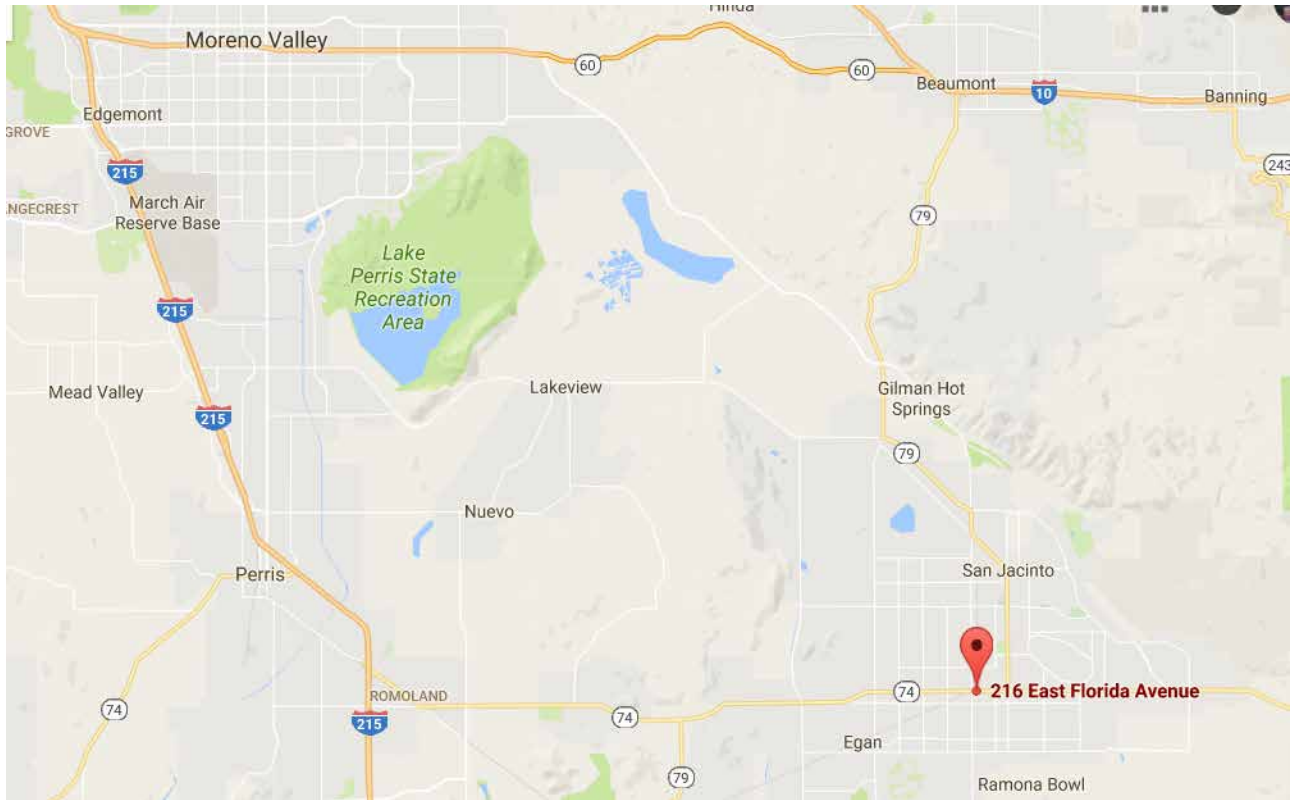 Moreno Valley
60
60
Beaumont
10
Banning
Edgemont
GROVE
215
243
March Air
Reserve Base
ANGECREST
79
Lake
Perris State
Recreation
Area
215
Mead Valley
Lakeview
Gilman Hot
Springs
215
79
Nuevo
Perris
San Jacinto
74
ROMOLAND
74
216 East Florida Avenue
215
74
Egan
79
Ramona Bowl